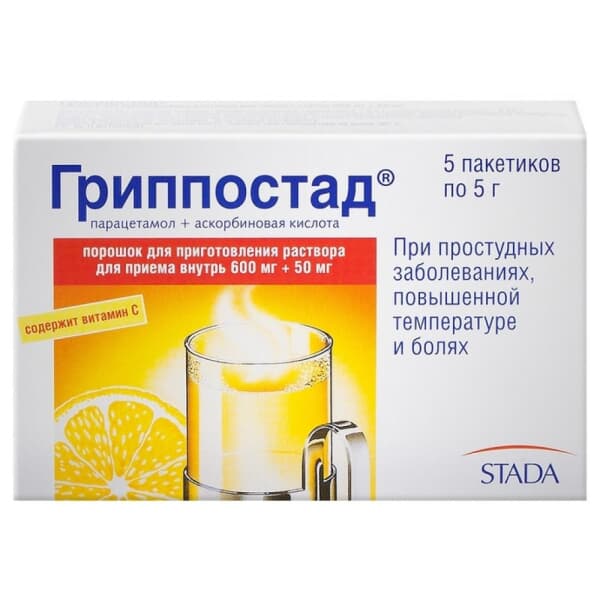 Гриппостад®
парацетамол + аскорбиновая кислота
порошок для приготовления раствора
для приема внутрь 600 мг + 50 мг
содержит витамин С
5 пакетиков
по 5 г
При простудных
заболеваниях,
повышенной
температуре
и болях
STADA